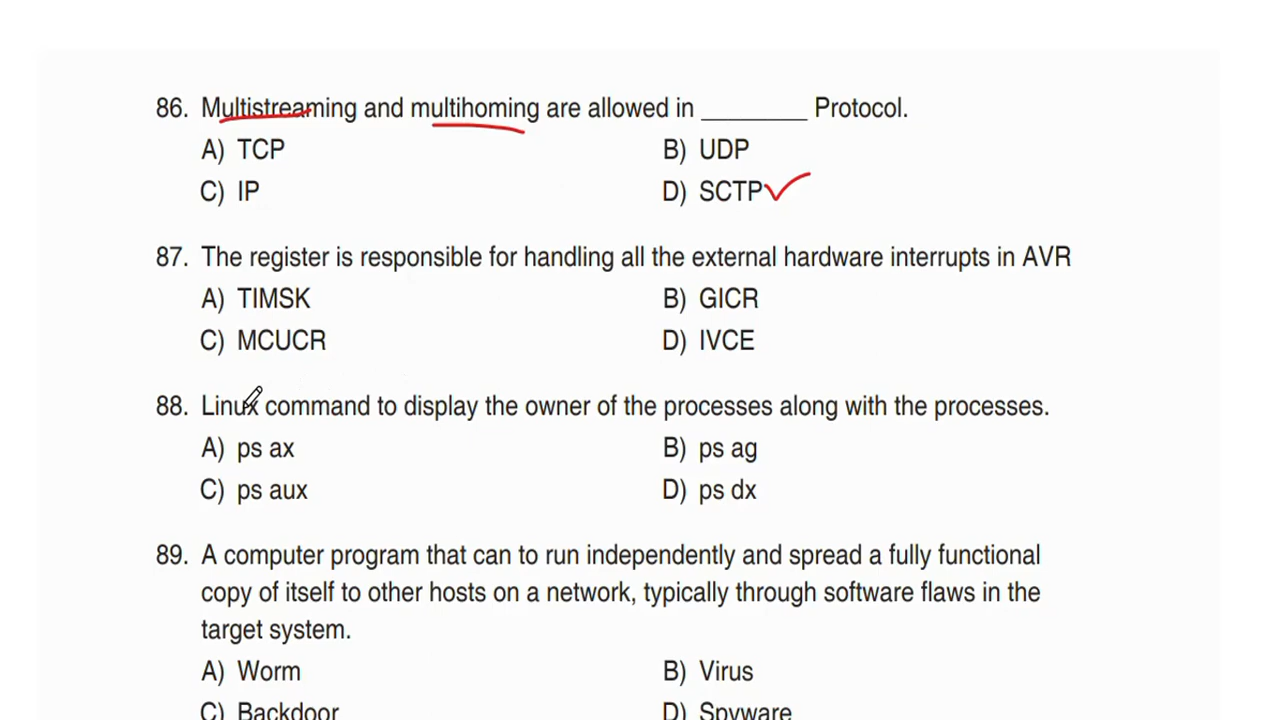 86. Multistreaming and multihoming are allowed in ________ Protocol.
A) TCP B) UDP
C) IP D) SCTP
87. The register is responsible for handling all the external hardware interrupts in AVR
A) TIMSK B) GICR
C) MCUCR D) IVCE
88. Linux command to display the owner of the processes along with the processes.
A) ps ax B) ps ag
C) ps aux D) ps dx
89. A computer program that can to run independently and spread a fully functional
copy of itself to other hosts on a network, typically through software flaws in the
target system.
A) Worm B) Virus
C) Backdoor D) Spyware